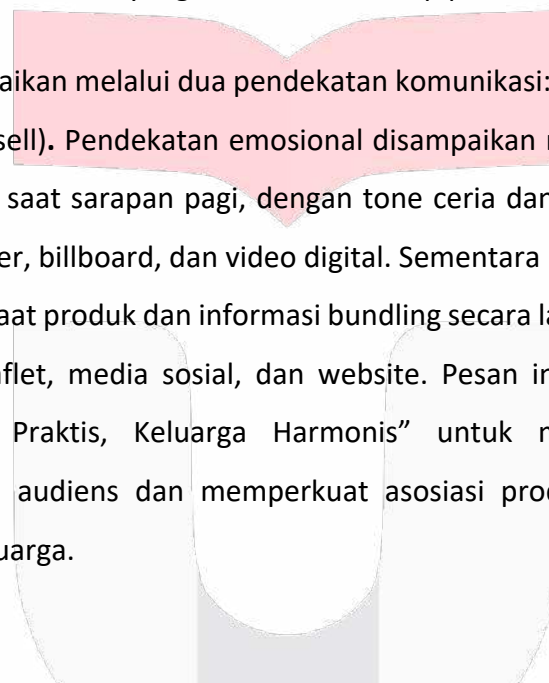 aikan melalui dua pendekatan komunikasi:
sell). Pendekatan emosional disampaikan
saat sarapan pagi, dengan tone ceria dan
er, billboard, dan video digital. Sementara
aat produk dan informasi bundling secara la
aflet, media sosial, dan website. Pesan in
Praktis, Keluarga Harmonis” untuk
audiens dan memperkuat asosiasi prod
uarga.